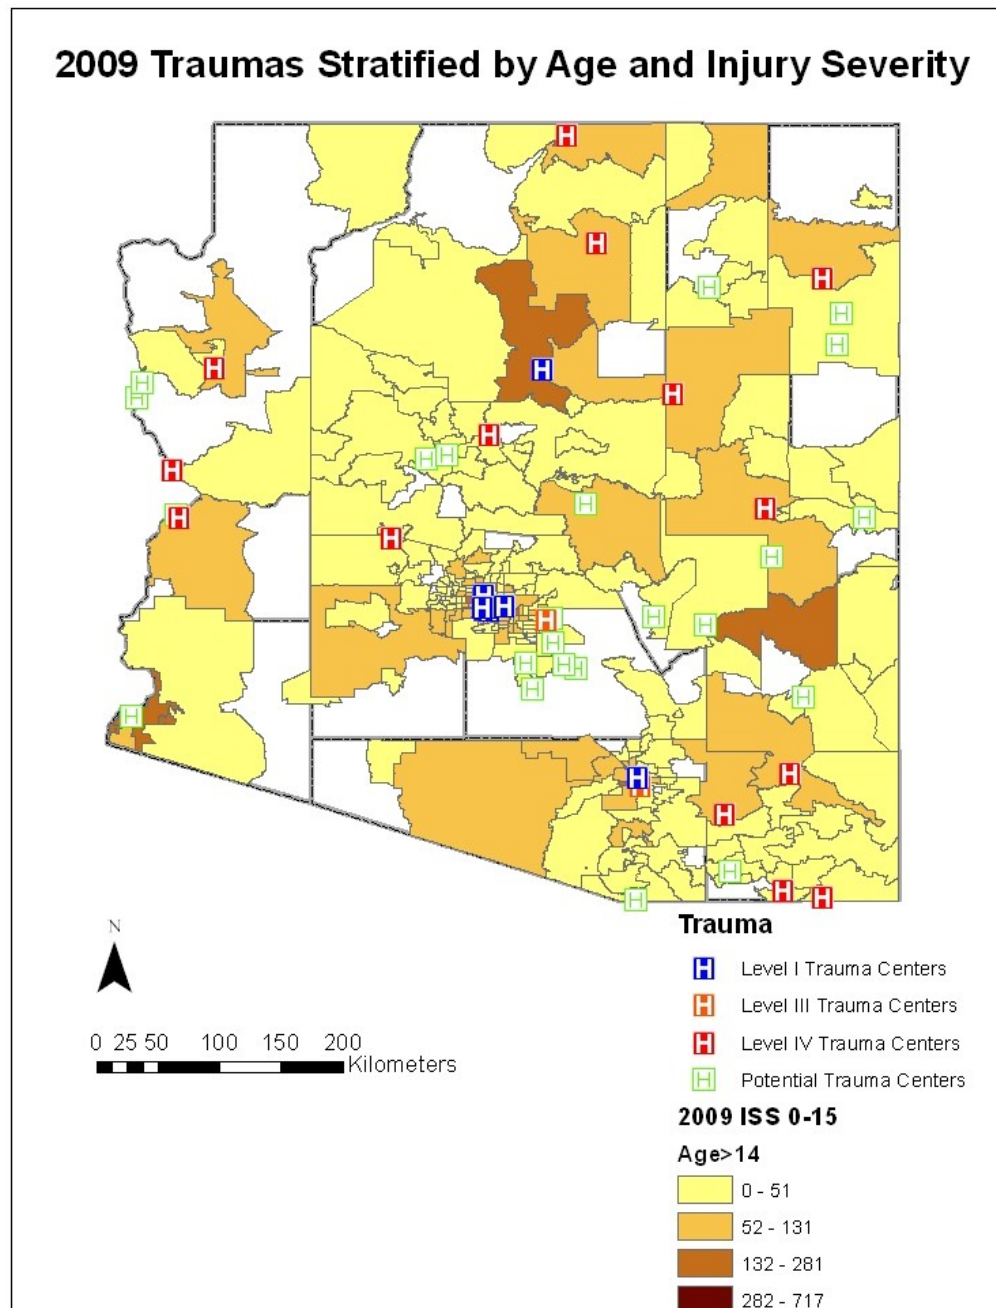 2009 Traumas Stratified by Age and Injury Severity
N
0 25 50 100 150 200
Kilometers
Trauma
H Level I Trauma Centers
H Level III Trauma Centers
H Level IV Trauma Centers
H Potential Trauma Centers
2009 ISS 0-15
Age>14
0 - 51
52 - 131
132 - 281
282 - 717